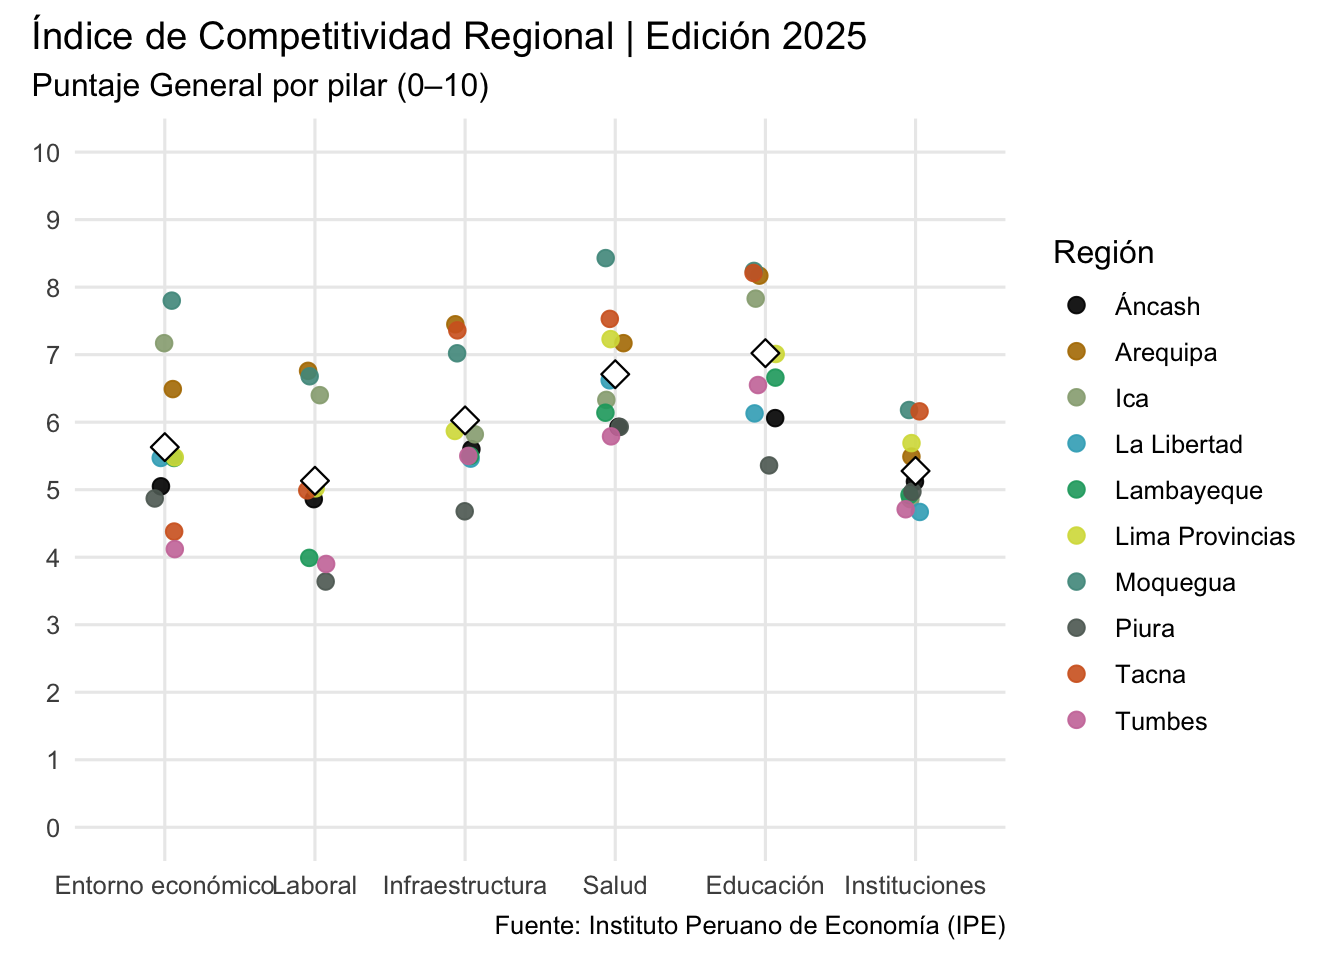 Índice de Competitividad Regional | Edición 2025
Puntaje General por pilar (0–10)
10
9
8
7
6
5
4
3
2
1
0
Entorno económico
Laboral
Infraestructura
Salud
Educación
Instituciones
Fuente: Instituto Peruano de Economía (IPE)
Región
Áncash
Arequipa
Ica
La Libertad
Lambayeque
Lima Provincias
Moquegua
Piura
Tacna
Tumbes